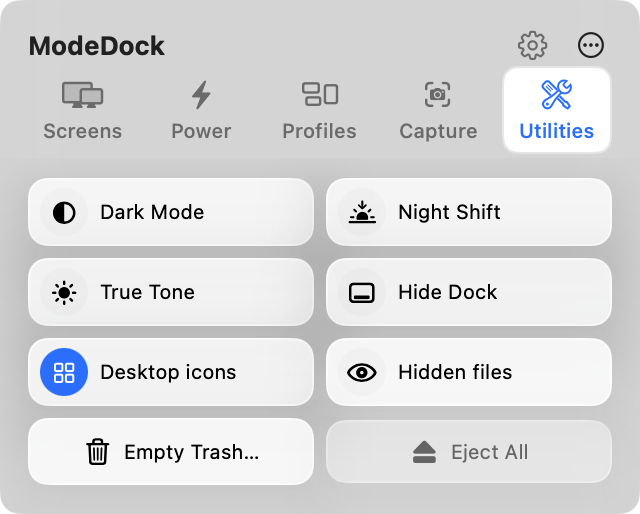 ModeDock
Screens
Power
Profiles
Capture
Utilities
Dark Mode
Night Shift
True Tone
Hide Dock
Desktop icons
Hidden files
Empty Trash...
Eject All